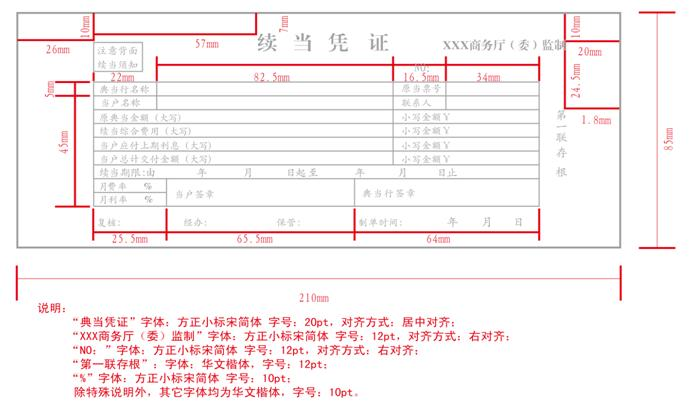 10mm
7mm
10mm
26mm
57mm
20mm
注意背面
续当须知
续 当 凭 证
XXX商务厅（委）监制
NO:
22mm
82.5mm
16.5mm
34mm
24.5mm
5mm
典当行名称
原当票号
当户名称
联系人
1.8mm
原典当金额（大写）
小写金额￥
续当综合费用（大写）
小写金额￥
当户应付上期利息（大写）
小写金额￥
当户总计交付金额（大写）
小写金额￥
第一联存 根
45mm
85mm
续当期限:由 年 月 日起至 年 月 日止
月费率 %
月利率 %
当户签章
典当行签章
复核: 经办: 保管: 制单时间: 年 月 日
25.5mm
65.5mm
64mm
210mm
说明：
“典当凭证”字体：方正小标宋简体 字号：20pt，对齐方式：居中对齐；
“XXX商务厅（委）监制”字体：方正小标宋简体 字号：12pt，对齐方式：右对齐；
“NO：”字体：方正小标宋简体 字号：12pt，对齐方式：右对齐；
“第一联存根”：字体：华文楷体，字号：12pt；
“%”字体：方正小标宋简体 字号：10pt；
除特殊说明外，其它字体均为华文楷体，字号：10pt。